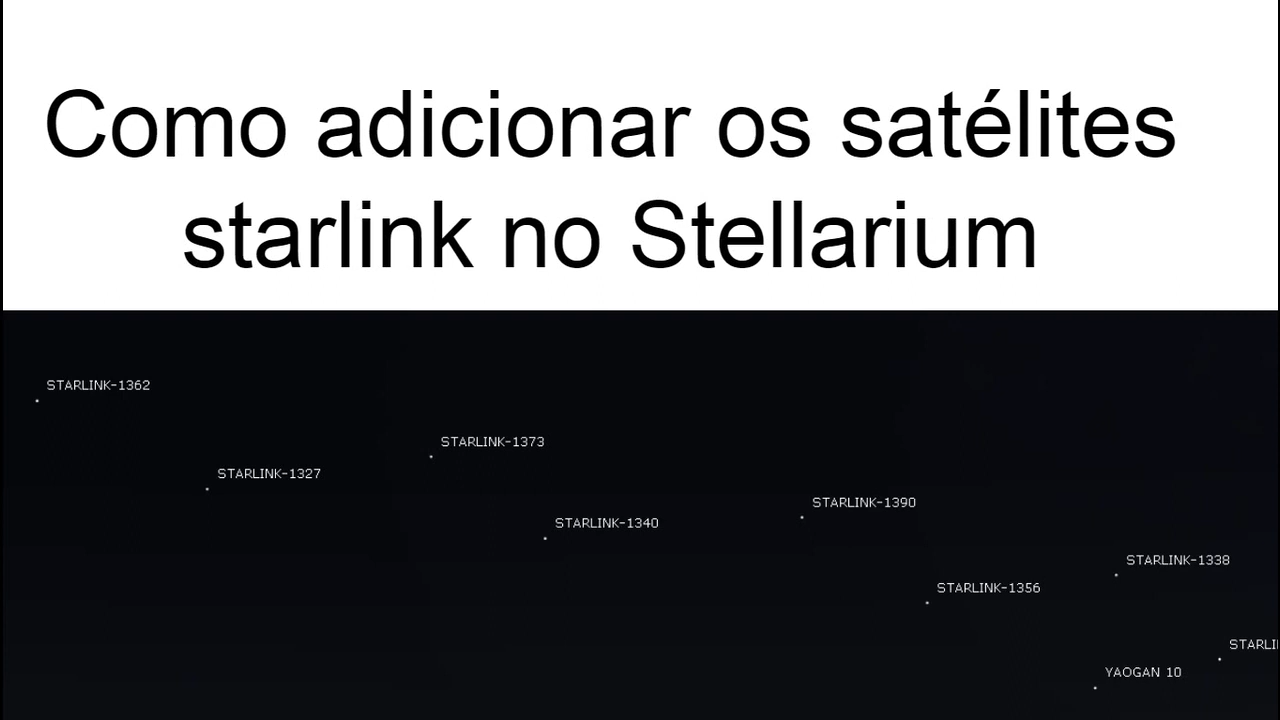 Como adicionar os satélites
starlink no Stellarium
STARLINK-1362
STARLINK-1373
STARLINK-1327
STARLINK-1390
STARLINK-1340
STARLINK-1338
STARLINK-1356
STARLI
YAOGAN 10